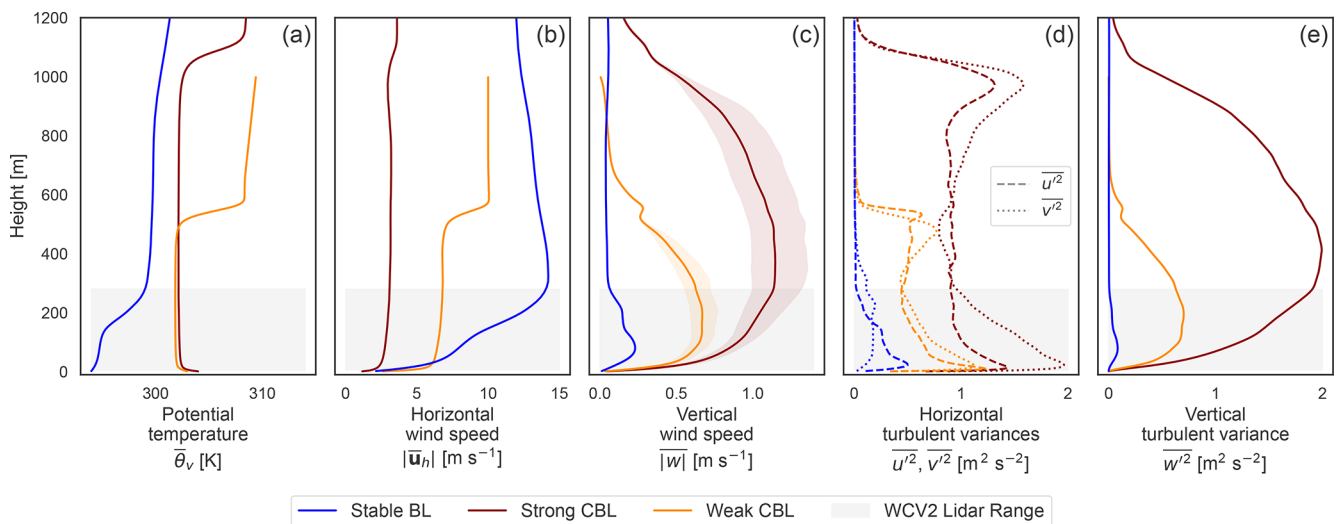 (a) (b) (c) (d) (e)
1200
1000
800
600
400
200
0
Height [m]
300 310
0 5 10 15
0.0 0.5 1.0
0 1 2
0 1 2
Potential
temperature
θ̅ᵥ [K]
Horizontal
wind speed
|u̅ₕ| [m s⁻¹]
Vertical
wind speed
|w|̅ [m s⁻¹]
Horizontal
turbulent variances
u′²̅, v′²̅ [m² s⁻²]
Vertical
turbulent variance
w′²̅ [m² s⁻²]
u′²̅
v′²̅
Stable BL Strong CBL Weak CBL WCV2 Lidar Range